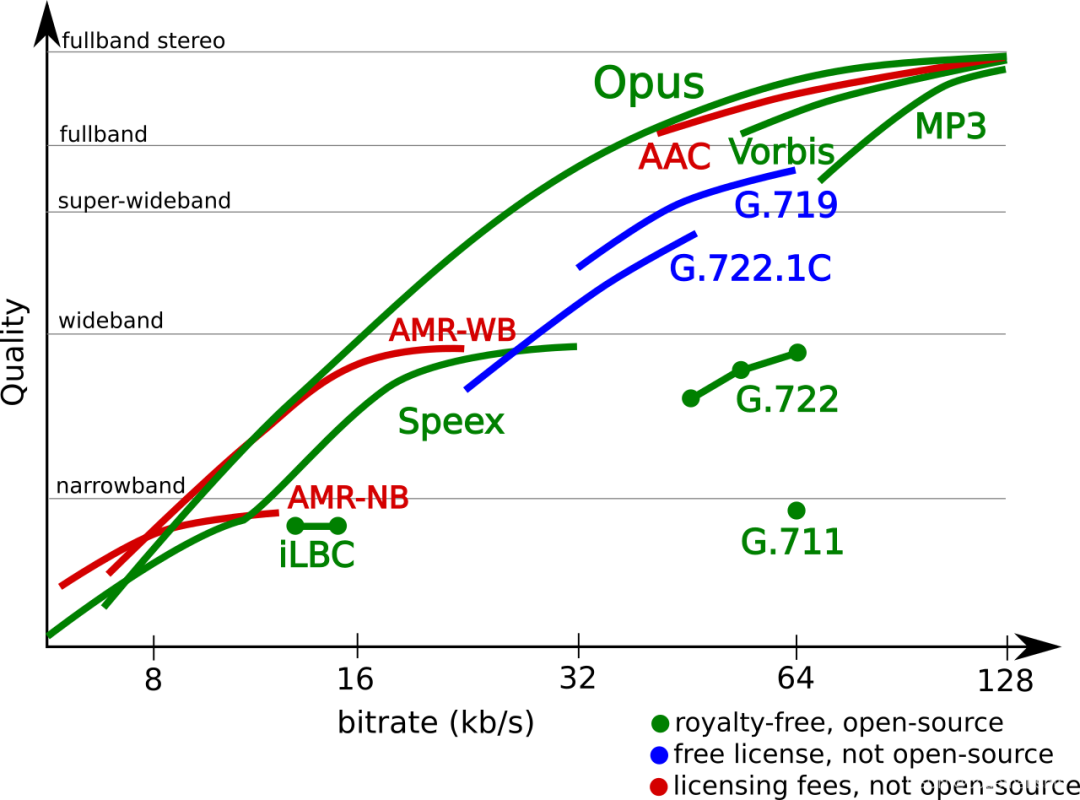 fullband stereo
Opus
fullband
MP3
AAC
Vorbis
super-wideband
G.719
G.722.1C
wideband
AMR-WB
Quality
G.722
Speex
narrowband
AMR-NB
G.711
iLBC
8 16 32 64 128
bitrate (kb/s)
royalty-free, open-source
free license, not open-source
licensing fees, not open-source